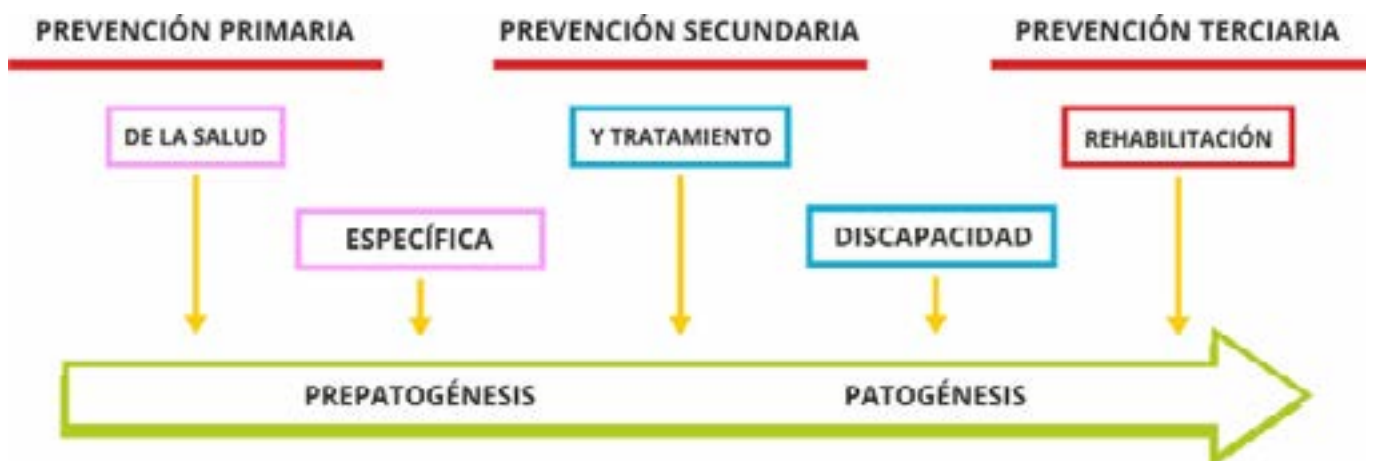 PREVENCIÓN PRIMARIA
PREVENCIÓN SECUNDARIA
PREVENCIÓN TERCIARIA
DE LA SALUD
Y TRATAMIENTO
REHABILITACIÓN
ESPECÍFICA
DISCAPACIDAD
PREPATOGÉNESIS
PATOGÉNESIS